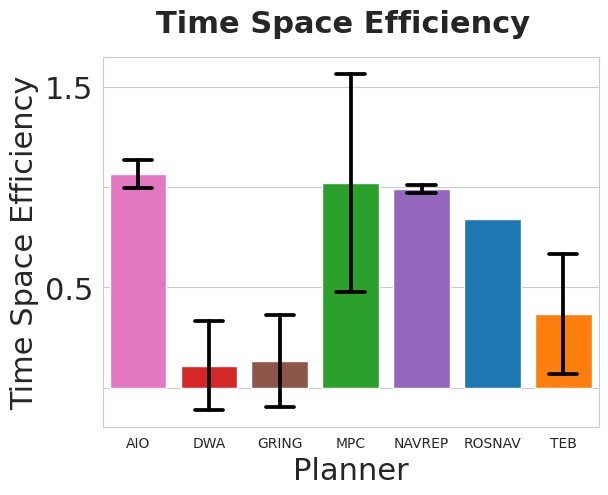 Time Space Efficiency
Time Space Efficiency
1.5
0.5
AIO DWA GRING MPC NAVREP ROSNAV TEB
Planner